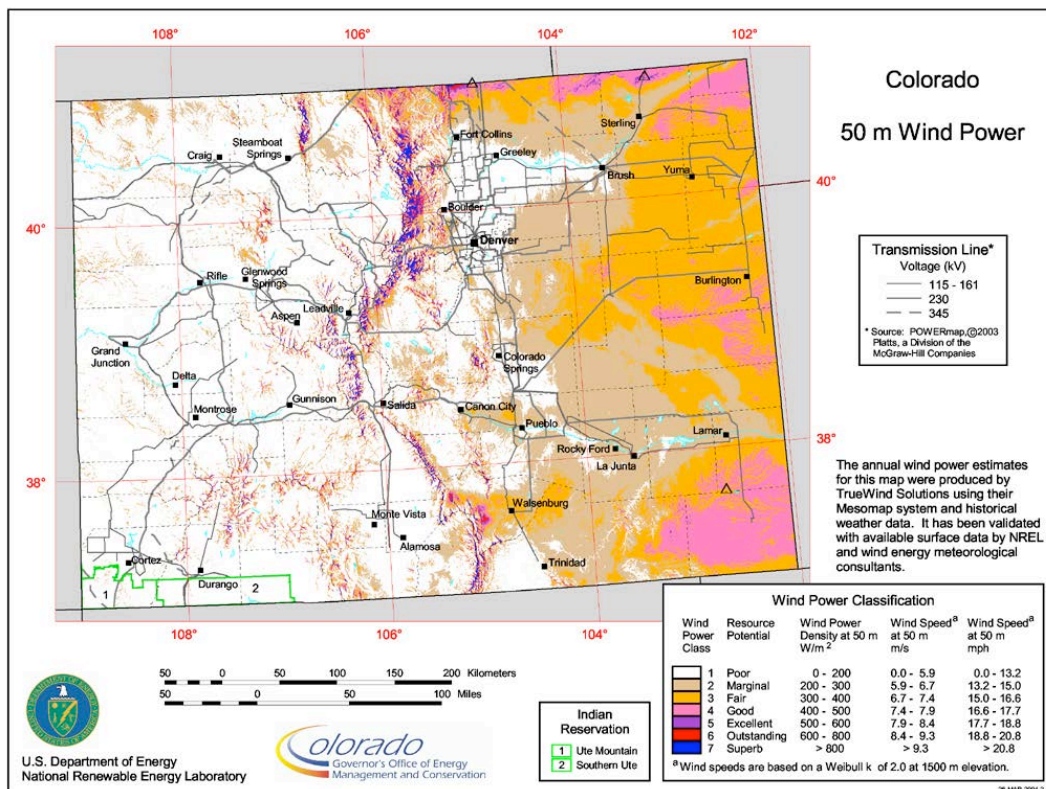 108°
106°
104°
102°
Colorado
50 m Wind Power
Fort Collins
Sterling
Steamboat
Springs
Craig
Greeley
Brush
Yuma
40°
Boulder
Denver
40°
Transmission Line*
Voltage (kV)
115 - 161
230
345
* Source: POWERmap,©2003
Platts, a Division of the
McGraw-Hill Companies
Rifle
Glenwood
Springs
Burlington
Leadville
Aspen
Grand
Junction
Colorado
Springs
Delta
Montrose
Gunnison
Salida
Canon City
Pueblo
Lamar
38°
Rocky Ford
La Junta
38°
The annual wind power estimates
for this map were produced by
TrueWind Solutions using their
Mesomap system and historical
weather data. It has been validated
with available surface data by NREL
and wind energy meteorological
consultants.
Walsenburg
Monte Vista
Alamosa
Trinidad
Cortez
Durango
1
2
108°
106°
104°
Wind Power Classification
Wind Power Class
Resource Potential
Wind Power Density at 50 m W/m 2
Wind Speed a at 50 m m/s
Wind Speed a at 50 m mph
1 Poor 0 - 200 0.0 - 5.9 0.0 - 13.2
2 Marginal 200 - 300 5.9 - 6.7 13.2 - 15.0
3 Fair 300 - 400 6.7 - 7.4 15.0 - 16.6
4 Good 400 - 500 7.4 - 7.9 16.6 - 17.7
5 Excellent 500 - 600 7.9 - 8.4 17.7 - 18.8
6 Outstanding 600 - 800 8.4 - 9.3 18.8 - 20.8
7 Superb > 800 > 9.3 > 20.8
a Wind speeds are based on a Weibull k of 2.0 at 1500 m elevation.
50 0 50 100 150 200 Kilometers
50 0 50 100 Miles
Indian
Reservation
1 Ute Mountain
2 Southern Ute
U.S. Department of Energy
National Renewable Energy Laboratory
Colorado
Governor's Office of Energy
Management and Conservation